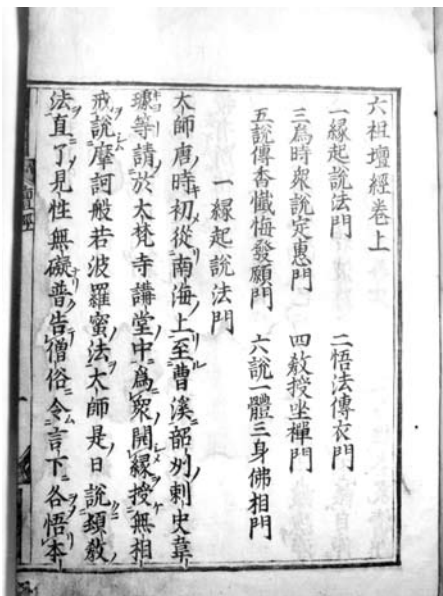 六祖壇經卷上
一緣起說法門 二悟法傳衣門
三爲時衆說定惠門 四敎授坐禪門
五說傳香懺悔發願門 六說一體三身佛相門
一緣起說法門
大師唐時初從南海上至曹溪韶州刺史韋
璩等請於大梵寺講堂中爲衆開緣授無相
戒說摩訶般若波羅蜜法大師是日說頓敎
法直了見性無礙普告僧俗令言下各悟本
壇經